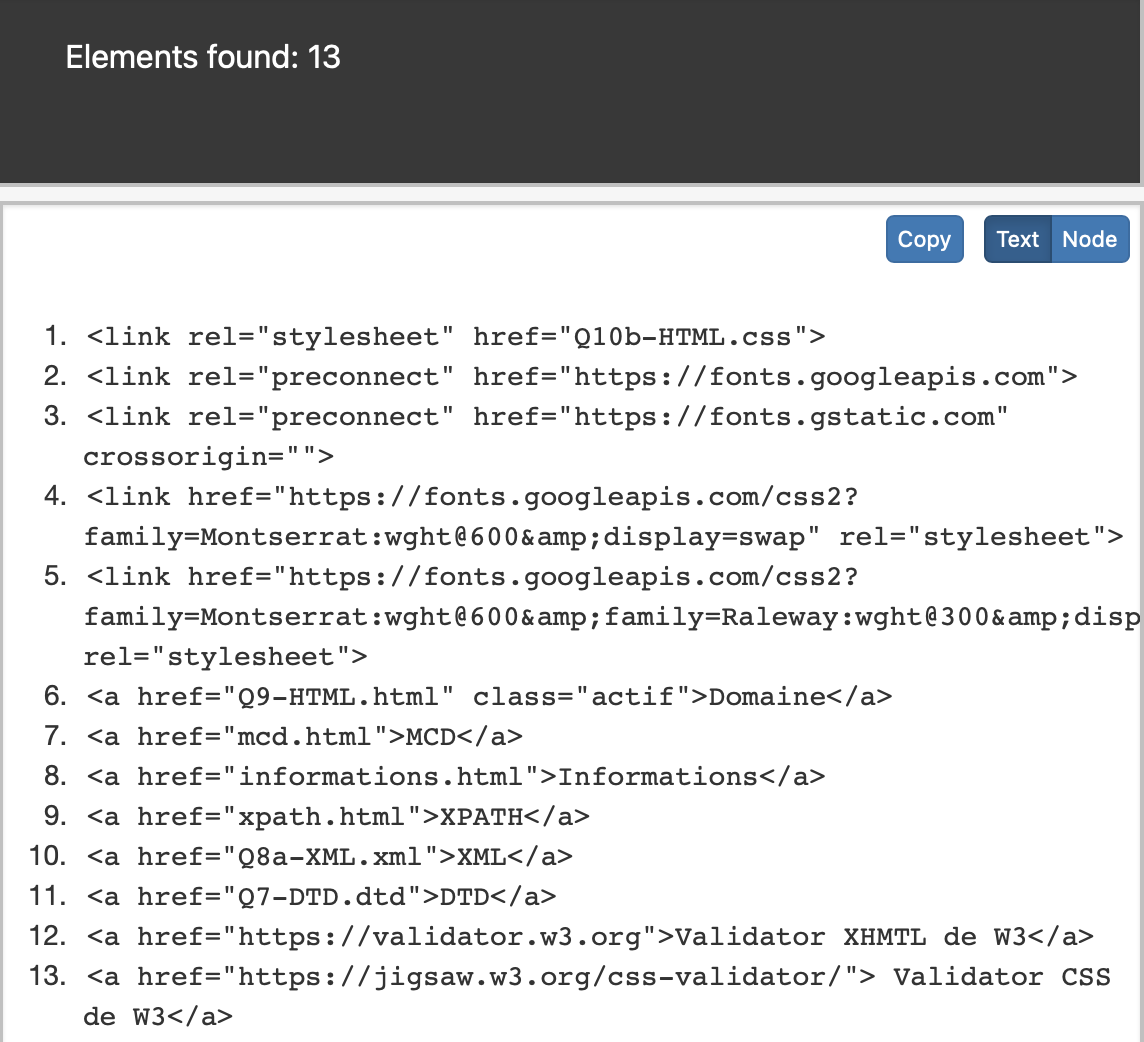 Elements found: 13
Copy
Text
Node
1. <link rel="stylesheet" href="Q10b-HTML.css">
2. <link rel="preconnect" href="https://fonts.googleapis.com">
3. <link rel="preconnect" href="https://fonts.gstatic.com"
crossorigin="">
4. <link href="https://fonts.googleapis.com/css2?
family=Montserrat:wght@600&amp;display=swap" rel="stylesheet">
5. <link href="https://fonts.googleapis.com/css2?
family=Montserrat:wght@600&amp;family=Raleway:wght@300&amp;disp
rel="stylesheet">
6. <a href="Q9-HTML.html" class="actif">Domaine</a>
7. <a href="mcd.html">MCD</a>
8. <a href="informations.html">Informations</a>
9. <a href="xpath.html">XPATH</a>
10. <a href="Q8a-XML.xml">XML</a>
11. <a href="Q7-DTD.dtd">DTD</a>
12. <a href="https://validator.w3.org">Validator XHMTL de W3</a>
13. <a href="https://jigsaw.w3.org/css-validator/"> Validator CSS
de W3</a>